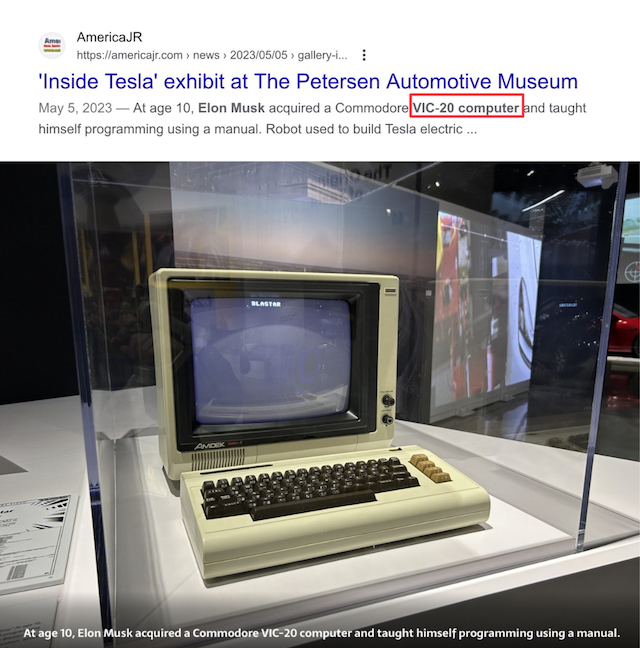 AmericaJR
https://americajr.com › news › 2023/05/05 › gallery-i...
'Inside Tesla' exhibit at The Petersen Automotive Museum
May 5, 2023 — At age 10, Elon Musk acquired a Commodore VIC-20 computer and taught
himself programming using a manual. Robot used to build Tesla electric ...
BLASTAR
AMDEK
At age 10, Elon Musk acquired a Commodore VIC-20 computer and taught himself programming using a manual.